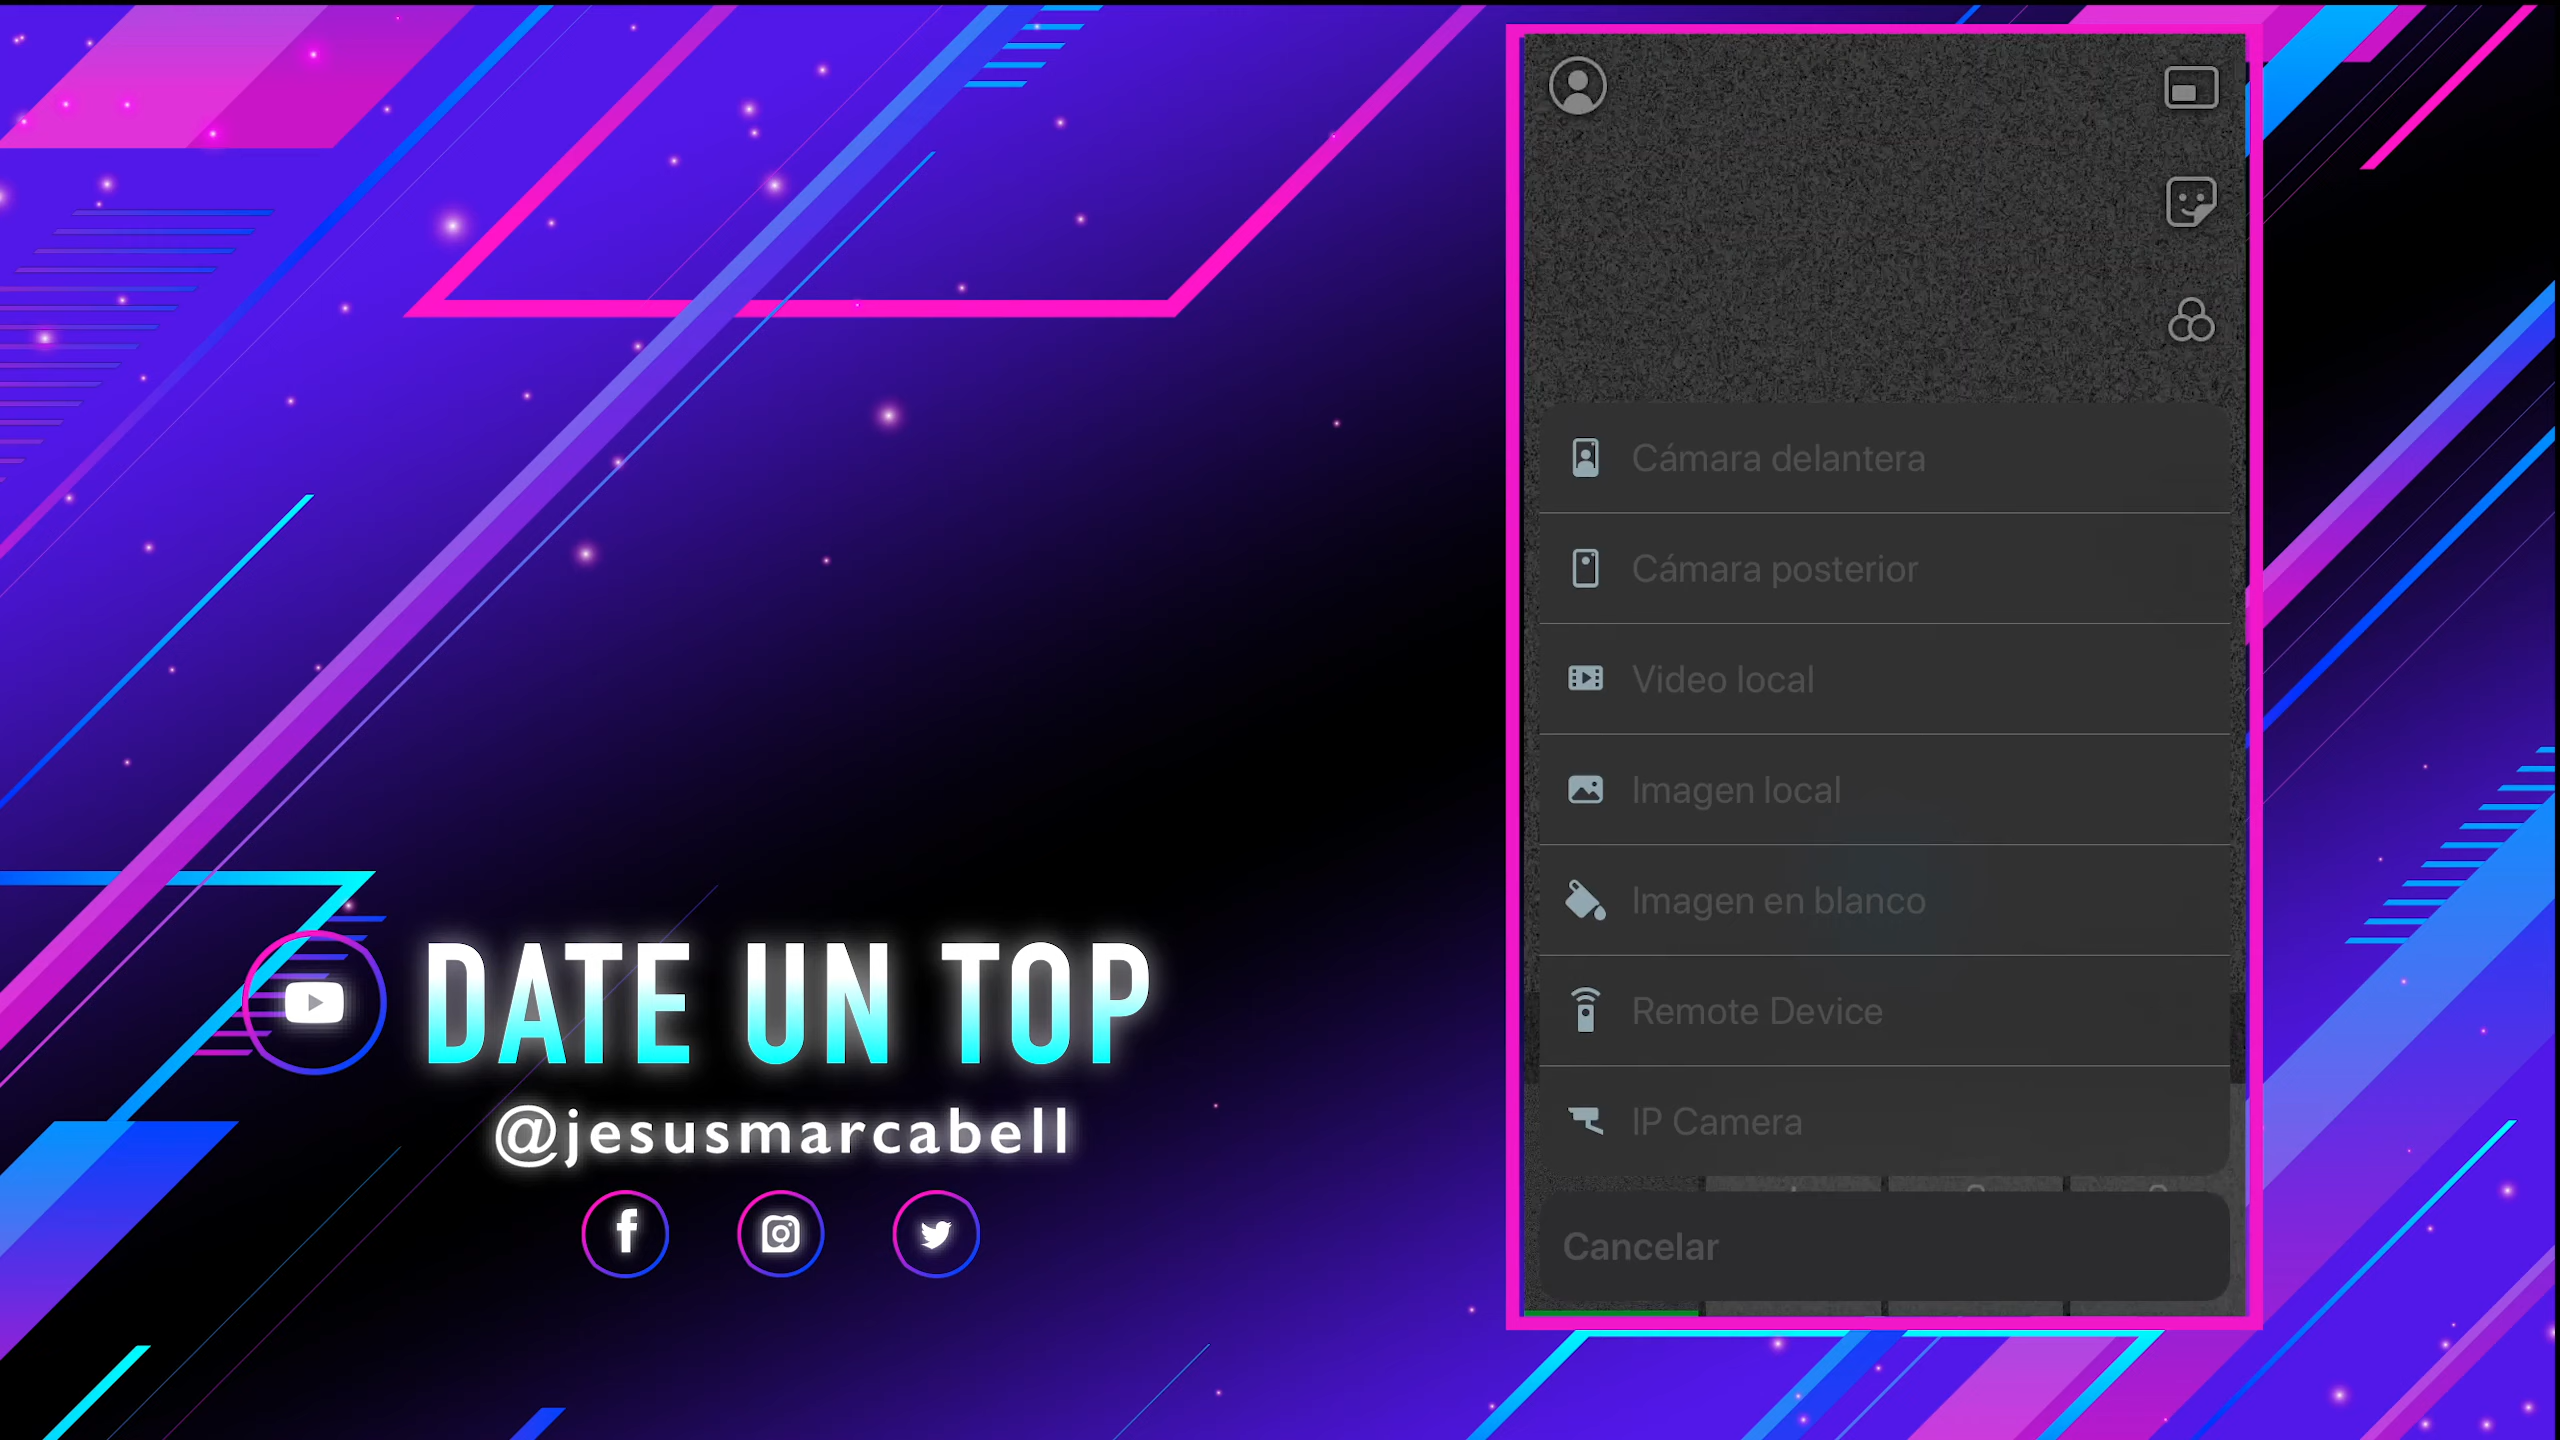 DATE UN TOP
@jesusmarcabell
Cámara delantera
Cámara posterior
Video local
Imagen local
Imagen en blanco
Remote Device
IP Camera
Cancelar